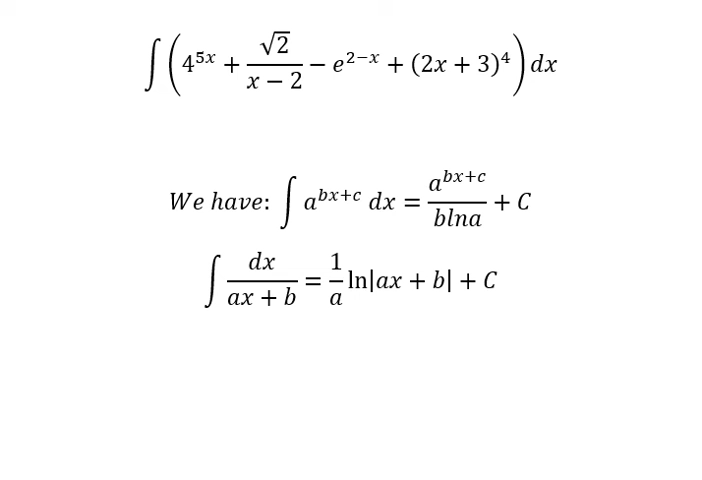 ∫(4^{5x} + √2/(x − 2) − e^{2−x} + (2x + 3)^4) dx
We have: ∫ a^{bx+c} dx = a^{bx+c}/(blna) + C
∫ dx/(ax + b) = 1/a ln|ax + b| + C